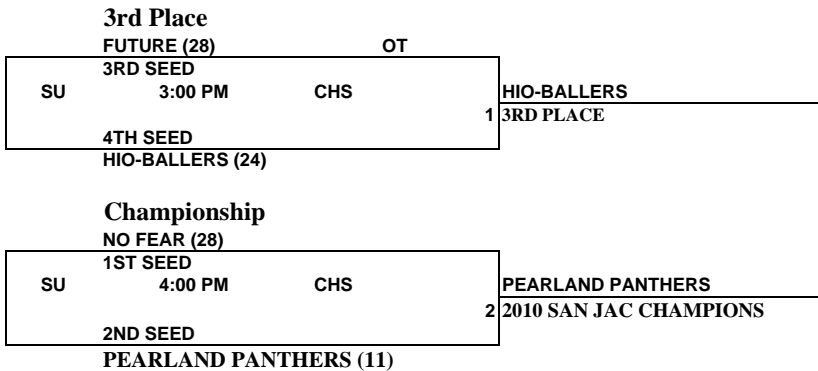 3rd Place
FUTURE (28) OT
3RD SEED
SU 3:00 PM CHS HIO-BALLERS
1 3RD PLACE
4TH SEED
HIO-BALLERS (24)
Championship
NO FEAR (28)
1ST SEED
SU 4:00 PM CHS PEARLAND PANTHERS
2 2010 SAN JAC CHAMPIONS
2ND SEED
PEARLAND PANTHERS (11)